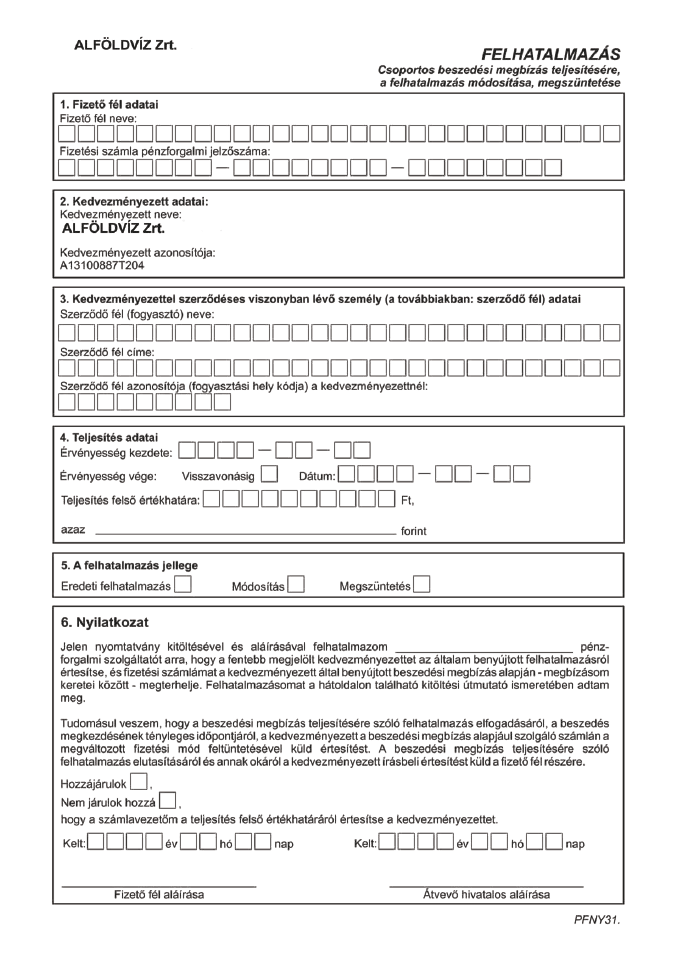 ALFÖLDVÍZ Zrt.
FELHATALMAZÁS
Csoportos beszedési megbízás teljesítésére,
a felhatalmazás módosítása, megszüntetése
1. Fizető fél adatai
Fizető fél neve:
Fizetési számla pénzforgalmi jelzőszáma:
— —
2. Kedvezményezett adatai:
Kedvezményezett neve:
ALFÖLDVÍZ Zrt.
Kedvezményezett azonosítója:
A13100887T204
3. Kedvezményezettel szerződéses viszonyban lévő személy (a továbbiakban: szerződő fél) adatai
Szerződő fél (fogyasztó) neve:
Szerződő fél címe:
Szerződő fél azonosítója (fogyasztási hely kódja) a kedvezményezettnél:
4. Teljesítés adatai
Érvényesség kezdete: — —
Érvényesség vége: Visszavonásig Dátum: — —
Teljesítés felső értékhatára: Ft,
azaz forint
5. A felhatalmazás jellege
Eredeti felhatalmazás Módosítás Megszüntetés
6. Nyilatkozat
Jelen nyomtatvány kitöltésével és aláírásával felhatalmazom pénz-
forgalmi szolgáltatót arra, hogy a fentebb megjelölt kedvezményezettet az általam benyújtott felhatalmazásról
értesítse, és fizetési számlámat a kedvezményezett által benyújtott beszedési megbízás alapján - megbízásom
keretei között - megterhelje. Felhatalmazásomat a hátoldalon található kitöltési útmutató ismeretében adtam
meg.
Tudomásul veszem, hogy a beszedési megbízás teljesítésére szóló felhatalmazás elfogadásáról, a beszedés
megkezdésének tényleges időpontjáról, a kedvezményezett a beszedési megbízás alapjául szolgáló számlán a
megváltozott fizetési mód feltüntetésével küld értesítést. A beszedési megbízás teljesítésére szóló
felhatalmazás elutasításáról és annak okáról a kedvezményezett írásbeli értesítést küld a fizető fél részére.
Hozzájárulok ,
Nem járulok hozzá ,
hogy a számlavezetőm a teljesítés felső értékhatáráról értesítse a kedvezményezettet.
Kelt: év hó nap Kelt: év hó nap
Fizető fél aláírása Átvevő hivatalos aláírása
PFNY31.